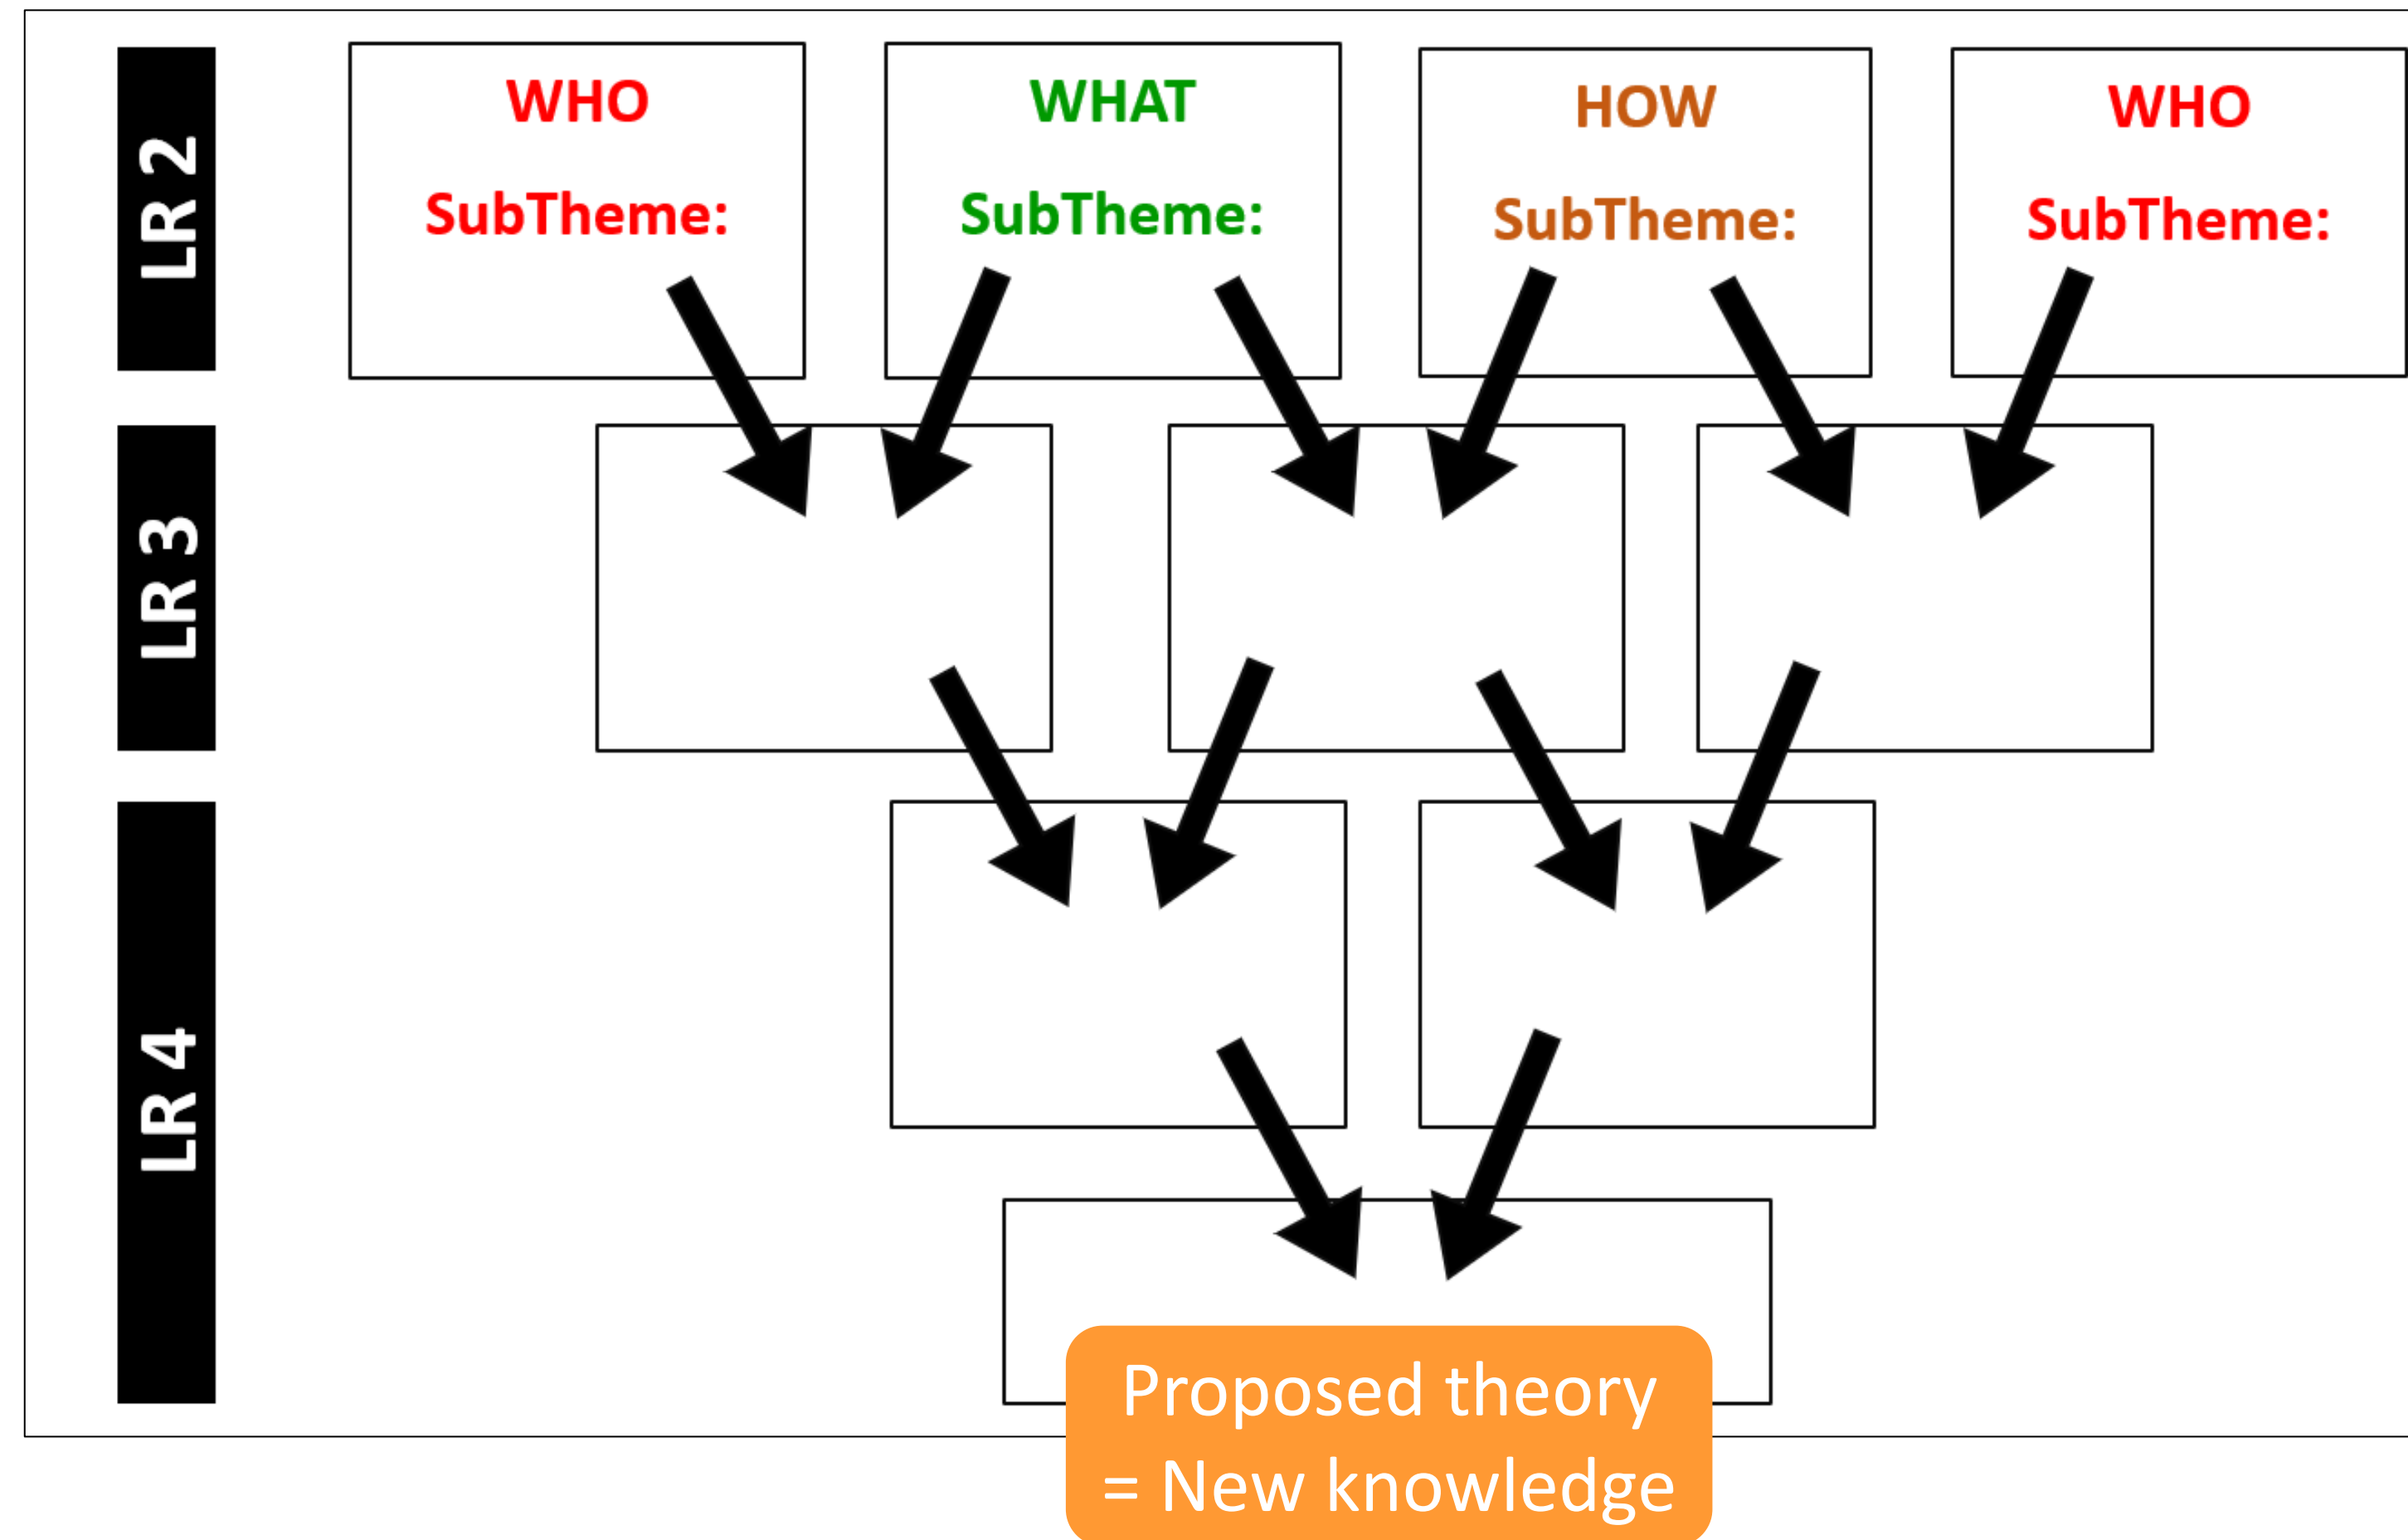 LR 2
WHO
SubTheme:
WHAT
SubTheme:
HOW
SubTheme:
WHO
SubTheme:
LR 3
LR 4
Proposed theory
= New knowledge